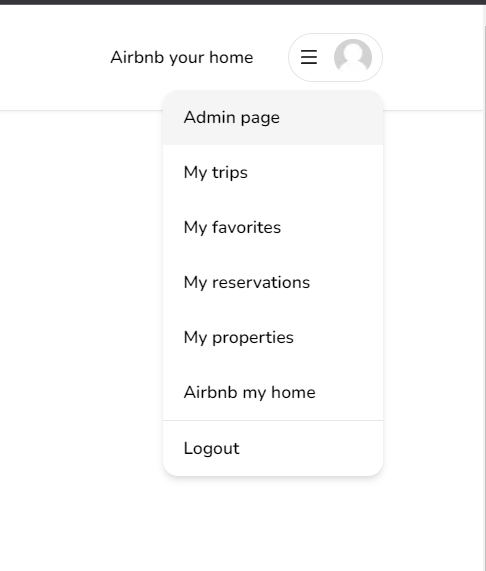 Airbnb your home
Admin page
My trips
My favorites
My reservations
My properties
Airbnb my home
Logout